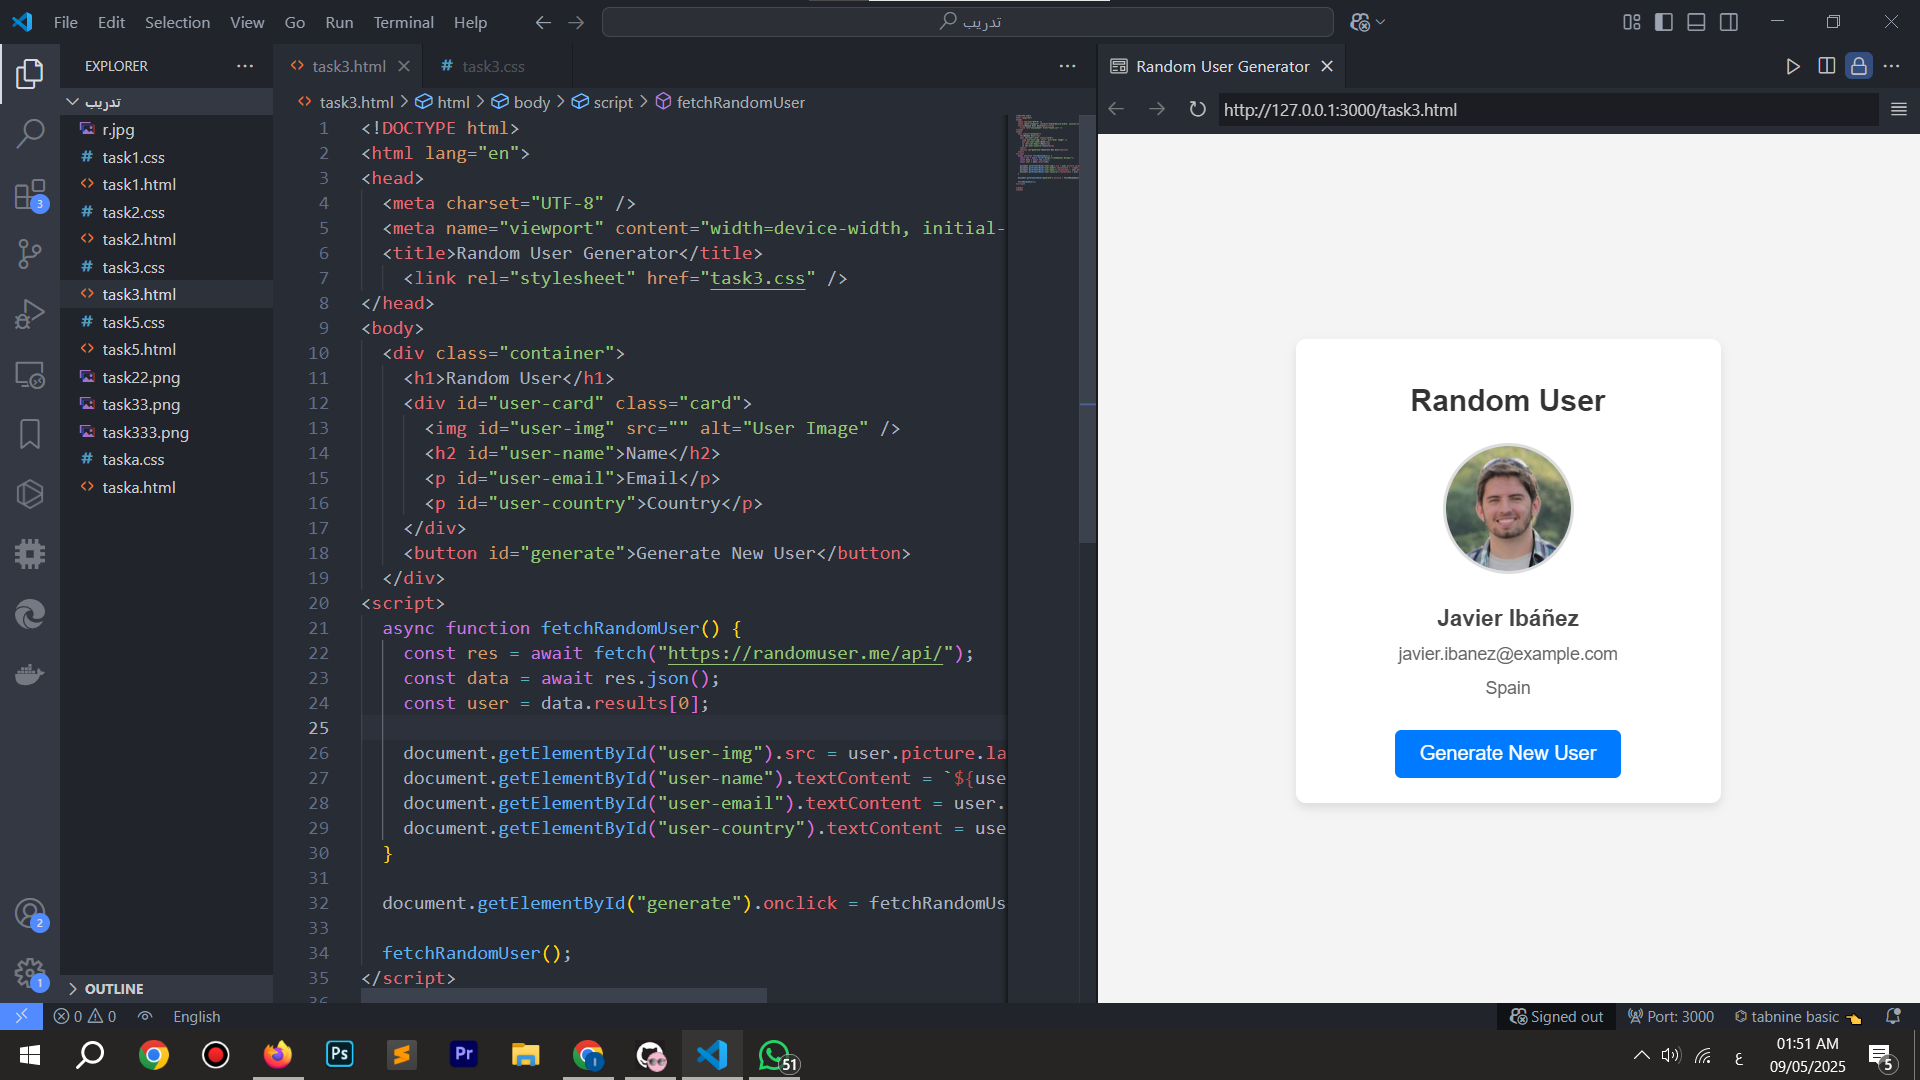 File Edit Selection View Go Run Terminal Help
تدريب
EXPLORER
تدريب
r.jpg
task1.css
task1.html
task2.css
task2.html
task3.css
task3.html
task5.css
task5.html
task22.png
task33.png
task333.png
taska.css
taska.html
OUTLINE
task3.html
task3.css
task3.html > html > body > script > fetchRandomUser
1 <!DOCTYPE html>
2 <html lang="en">
3 <head>
4 <meta charset="UTF-8" />
5 <meta name="viewport" content="width=device-width, initial-
6 <title>Random User Generator</title>
7 <link rel="stylesheet" href="task3.css" />
8 </head>
9 <body>
10 <div class="container">
11 <h1>Random User</h1>
12 <div id="user-card" class="card">
13 <img id="user-img" src="" alt="User Image" />
14 <h2 id="user-name">Name</h2>
15 <p id="user-email">Email</p>
16 <p id="user-country">Country</p>
17 </div>
18 <button id="generate">Generate New User</button>
19 </div>
20 <script>
21 async function fetchRandomUser() {
22 const res = await fetch("https://randomuser.me/api/");
23 const data = await res.json();
24 const user = data.results[0];
25
26 document.getElementById("user-img").src = user.picture.la
27 document.getElementById("user-name").textContent = `${use
28 document.getElementById("user-email").textContent = user.
29 document.getElementById("user-country").textContent = use
30 }
31
32 document.getElementById("generate").onclick = fetchRandomUs
33
34 fetchRandomUser();
35 </script>
36
Random User Generator
http://127.0.0.1:3000/task3.html
Random User
Javier Ibáñez
javier.ibanez@example.com
Spain
Generate New User
3
2
1
0 0 English
Signed out Port: 3000 tabnine basic
Ps
Pr
I
51
ع
01:51 AM
09/05/2025
5